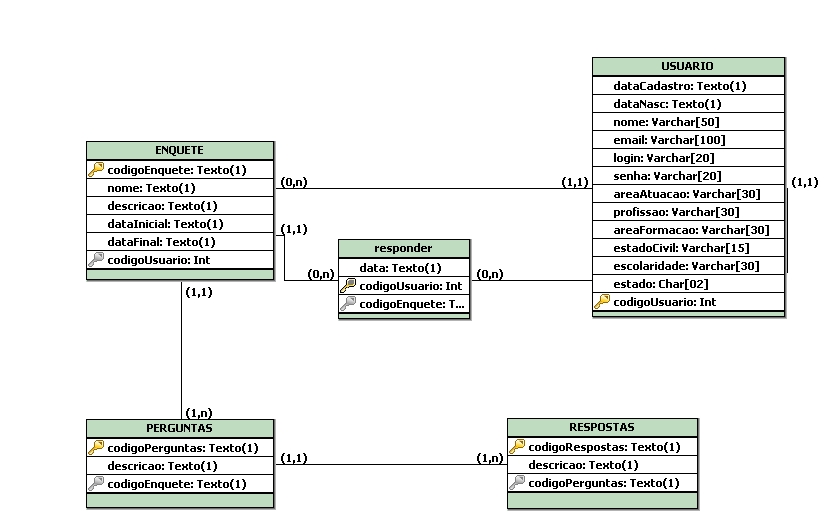 USUARIO
dataCadastro: Texto(1)
dataNasc: Texto(1)
nome: Varchar[50]
email: Varchar[100]
login: Varchar[20]
senha: Varchar[20]
areaAtuacao: Varchar[30]
profissao: Varchar[30]
areaFormacao: Varchar[30]
estadoCivil: Varchar[15]
escolaridade: Varchar[30]
estado: Char[02]
codigoUsuario: Int
(1,1)
ENQUETE
codigoEnquete: Texto(1)
nome: Texto(1)
descricao: Texto(1)
dataInicial: Texto(1)
dataFinal: Texto(1)
codigoUsuario: Int
(0,n)
(1,1)
(1,1)
(0,n)
responder
data: Texto(1)
codigoUsuario: Int
codigoEnquete: T...
(0,n)
(1,1)
(1,n)
PERGUNTAS
codigoPerguntas: Texto(1)
descricao: Texto(1)
codigoEnquete: Texto(1)
(1,1)
(1,n)
RESPOSTAS
codigoRespostas: Texto(1)
descricao: Texto(1)
codigoPerguntas: Texto(1)